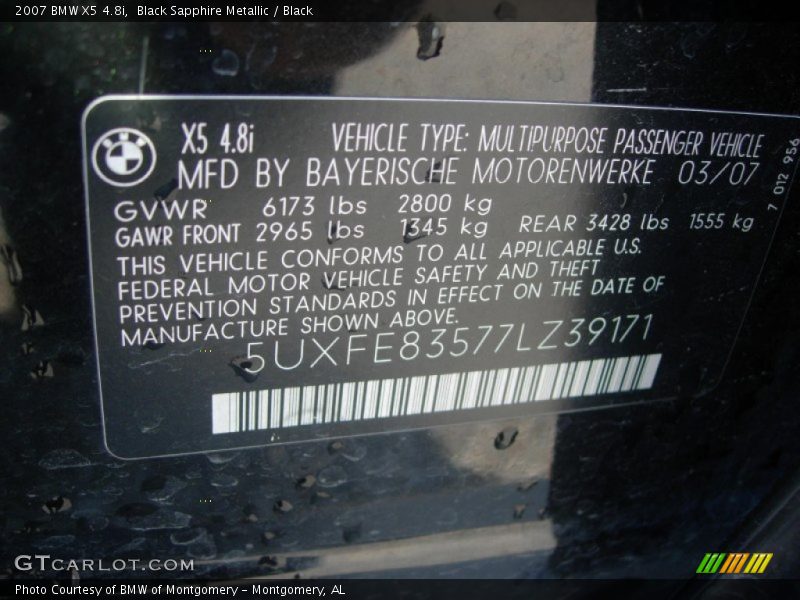 2007 BMW X5 4.8i, Black Sapphire Metallic / Black
BMW
X5 4.8i VEHICLE TYPE: MULTIPURPOSE PASSENGER VEHICLE
MFD BY BAYERISCHE MOTORENWERKE 03/07
7 012 956
GVWR 6173 lbs 2800 kg
GAWR FRONT 2965 lbs 1345 kg REAR 3428 lbs 1555 kg
THIS VEHICLE CONFORMS TO ALL APPLICABLE U.S.
FEDERAL MOTOR VEHICLE SAFETY AND THEFT
PREVENTION STANDARDS IN EFFECT ON THE DATE OF
MANUFACTURE SHOWN ABOVE.
5UXFE83577LZ39171
GTcarlot.com
Photo Courtesy of BMW of Montgomery – Montgomery, AL